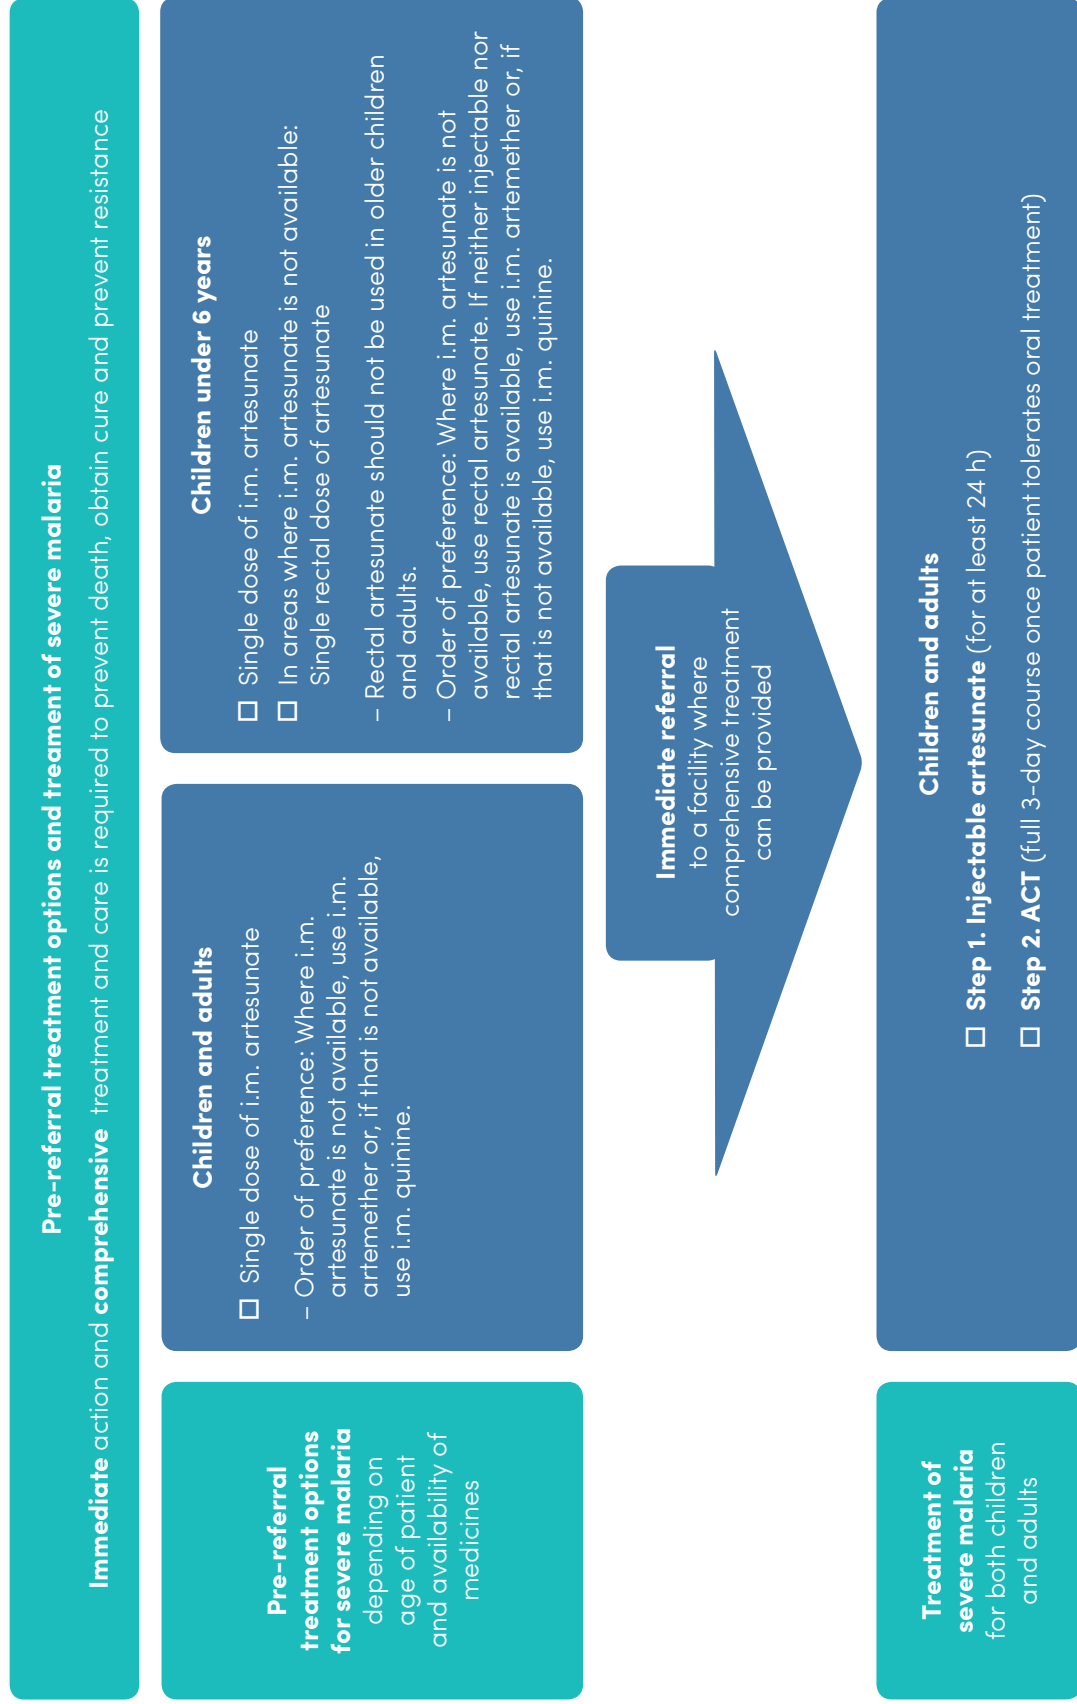 Pre-referral treatment options and treament of severe malaria
Immediate action and comprehensive treatment and care is required to prevent death, obtain cure and prevent resistance
Pre-referral
treatment options
for severe malaria
depending on
age of patient
and availability of
medicines
Children and adults
☐ Single dose of i.m. artesunate
– Order of preference: Where i.m.
artesunate is not available, use i.m.
artemether or, if that is not available,
use i.m. quinine.
Children under 6 years
☐ Single dose of i.m. artesunate
☐ In areas where i.m. artesunate is not available:
Single rectal dose of artesunate
– Rectal artesunate should not be used in older children
and adults.
– Order of preference: Where i.m. artesunate is not
available, use rectal artesunate. If neither injectable nor
rectal artesunate is available, use i.m. artemether or, if
that is not available, use i.m. quinine.
Immediate referral
to a facility where
comprehensive treatment
can be provided
Treatment of
severe malaria
for both children
and adults
Children and adults
☐ Step 1. Injectable artesunate (for at least 24 h)
☐ Step 2. ACT (full 3-day course once patient tolerates oral treatment)